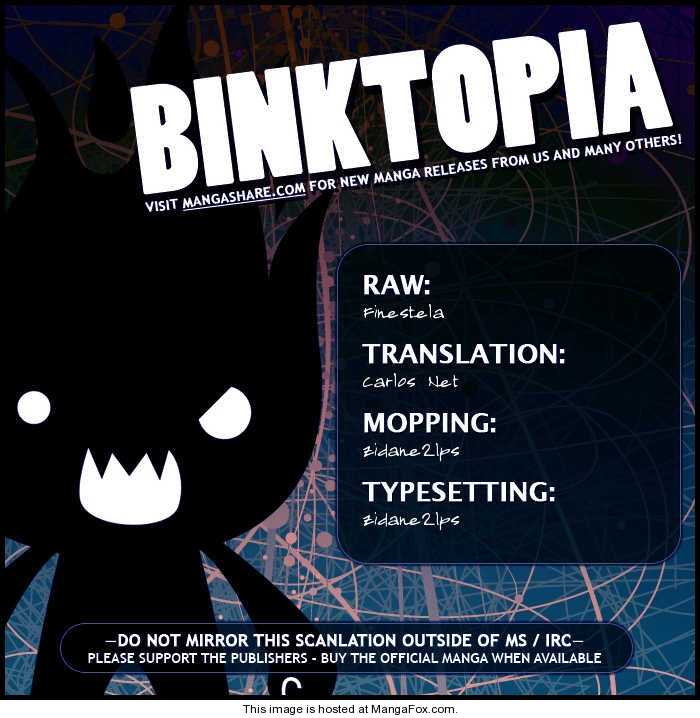 BINKTOPIA
VISIT MANGASHARE.COM FOR NEW MANGA RELEASES FROM US AND MANY OTHERS!
RAW:
Finestela
TRANSLATION:
Carlos Net
MOPPING:
zidane21ps
TYPESETTING:
zidane21ps
—DO NOT MIRROR THIS SCANLATION OUTSIDE OF MS / IRC—
PLEASE SUPPORT THE PUBLISHERS - BUY THE OFFICIAL MANGA WHEN AVAILABLE
This image is hosted at MangaFox.com.